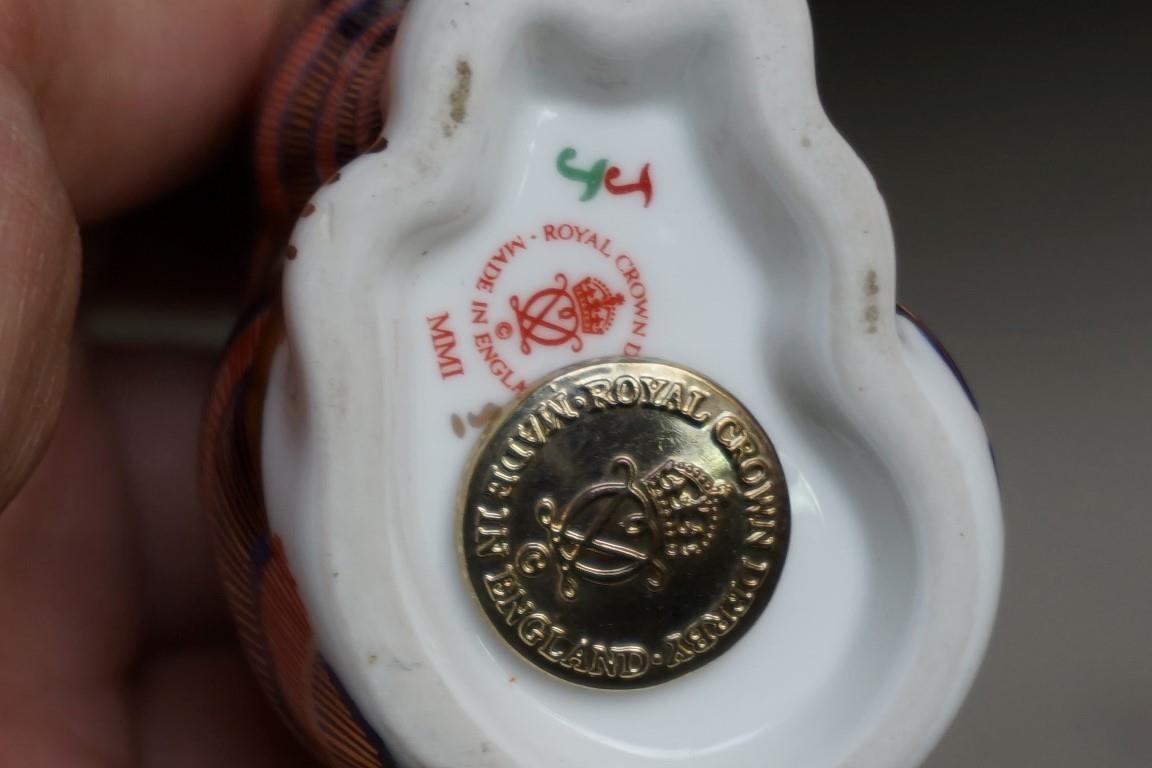 · ROYAL CROWN D
MADE IN ENGLA
©
MMI
· ROYAL CROWN DERBY ·
MADE IN ENGLAND
©